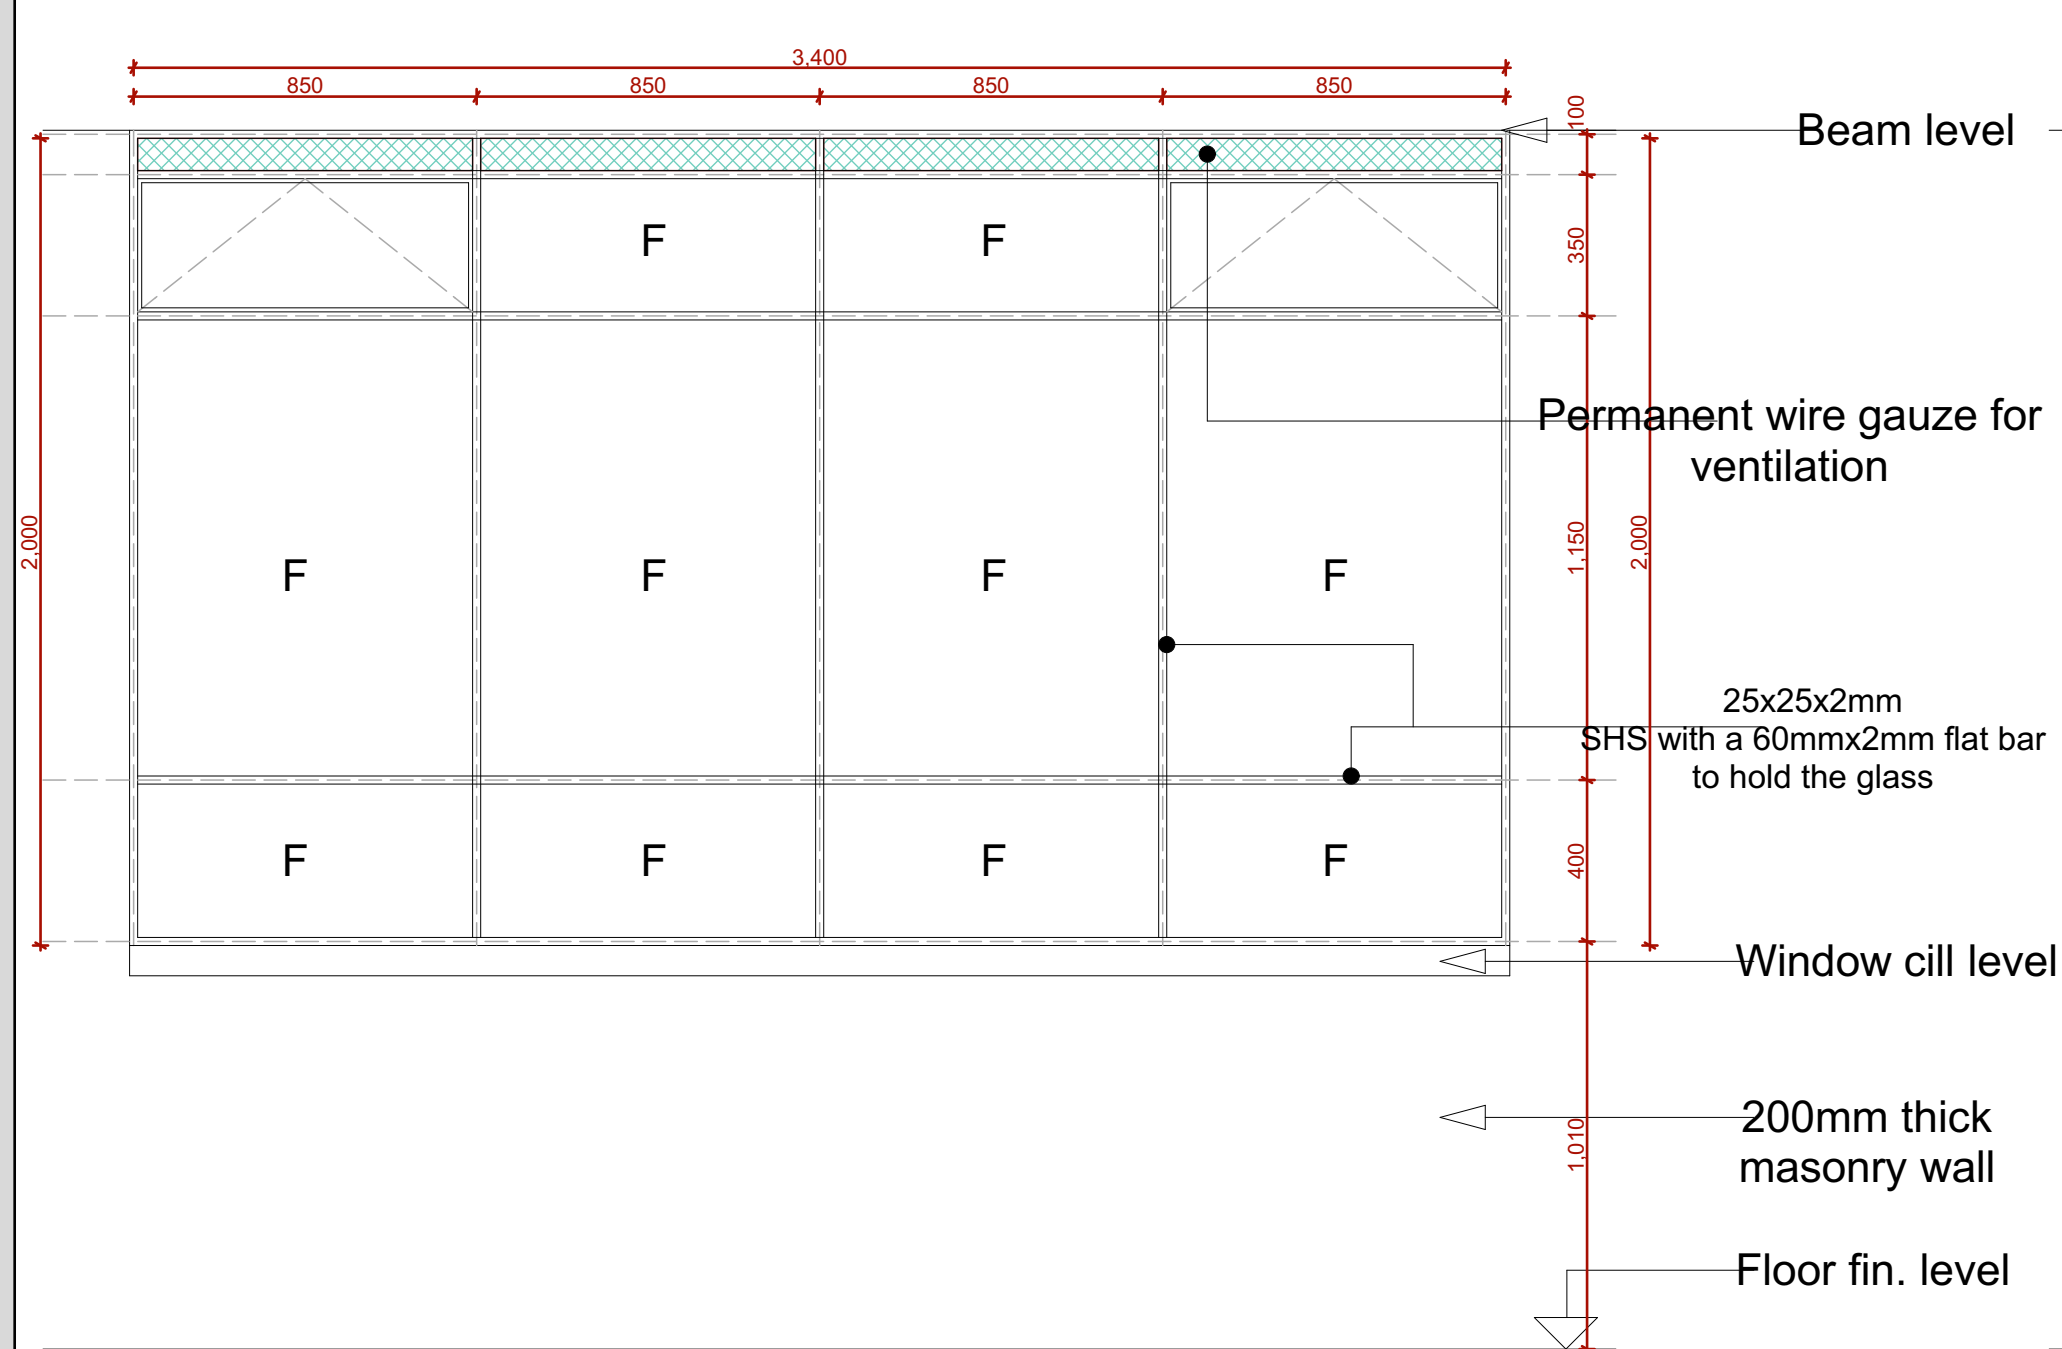 3,400
850 850 850 850
100
Beam level
F F
350
Permanent wire gauze for
ventilation
2,000
F F F F
1,150
2,000
25x25x2mm
SHS with a 60mmx2mm flat bar
to hold the glass
F F F F
400
Window cill level
200mm thick
masonry wall
1,010
Floor fin. level